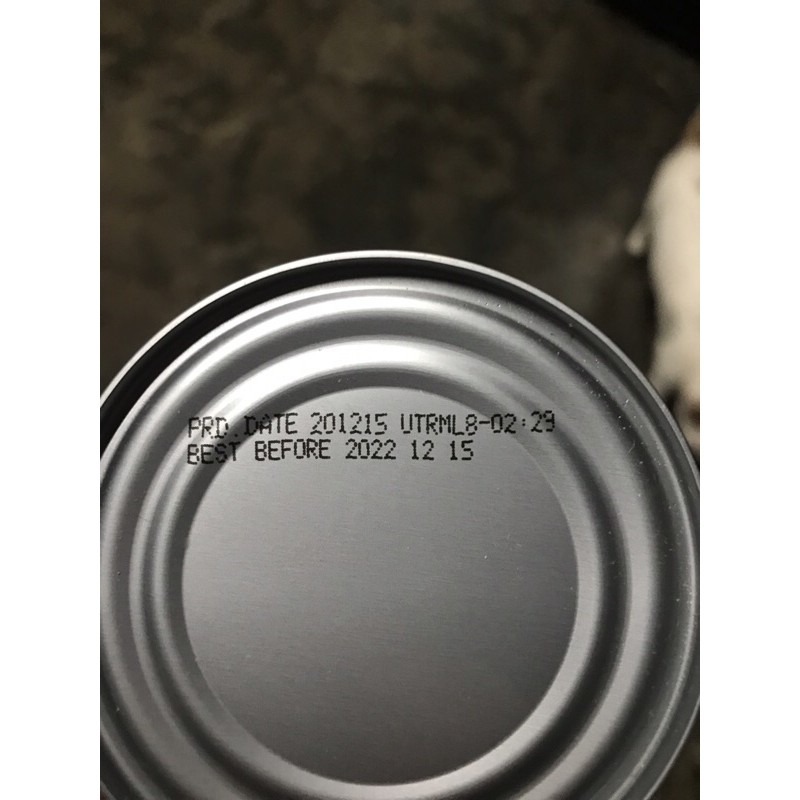 PRD.DATE 201215 UTRML8-02:29
BEST BEFORE 2022 12 15